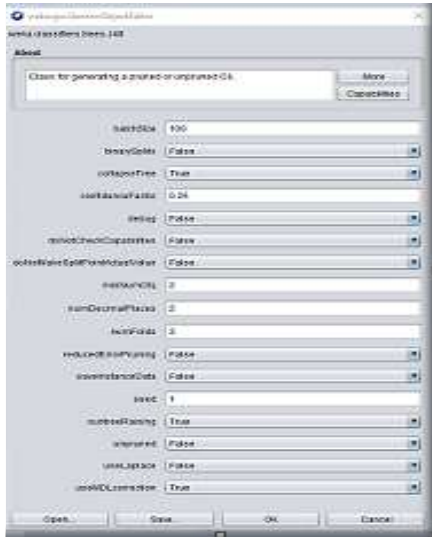 weka.gui.GenericObjectEditor
weka.classifiers.trees.J48
About
Class for generating a pruned or unpruned C4.
More
Capabilities
batchSize 100
binarySplits False
collapseTree True
confidenceFactor 0.25
debug False
doNotCheckCapabilities False
doNotMakeSplitPointActualValue False
minNumObj 2
numDecimalPlaces 2
numFolds 3
reducedErrorPruning False
saveInstanceData False
seed 1
subtreeRaising True
unpruned False
useLaplace False
useMDLcorrection True
Open... Save... OK Cancel